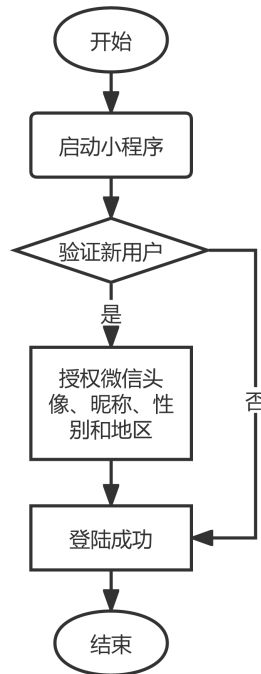 开始
启动小程序
验证新用户
是
授权微信头
像、昵称、性
别和地区
否
登陆成功
结束